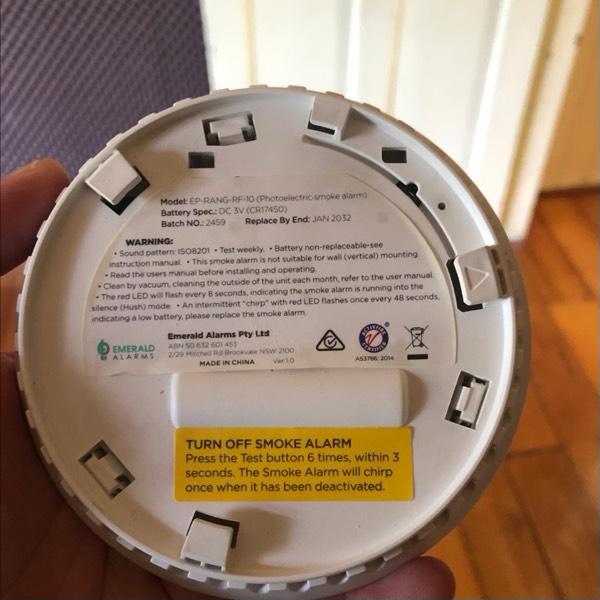 Model: EP-RANG-RF-10 (Photoelectric smoke alarm)
Battery Spec.: DC 3V (CR17450)
Batch NO.: 2459 Replace By End: JAN 2032
WARNING:
• Sound pattern: ISO8201 • Test weekly. • Battery non-replaceable-see
instruction manual. • This smoke alarm is not suitable for wall (vertical) mounting.
• Read the users manual before installing and operating.
• Clean by vacuum, cleaning the outside of the unit each month, refer to the user manual.
• The red LED will flash every 8 seconds, indicating the smoke alarm is running into
silence (Hush) mode. • An intermittent "chirp" with red LED flashes once every 48 seconds,
indicating a low battery, please replace the smoke alarm.
EMERALD
ALARMS
Emerald Alarms Pty Ltd
ABN 50 632 601 453
2/29 Mitchell Rd Brookvale NSW 2100
MADE IN CHINA Ver 1.0
ACTIVFIRE
CERTIFIED
AS3786: 2014
TURN OFF SMOKE ALARM
Press the Test button 6 times, within 3
seconds. The Smoke Alarm will chirp
once when it has been deactivated.